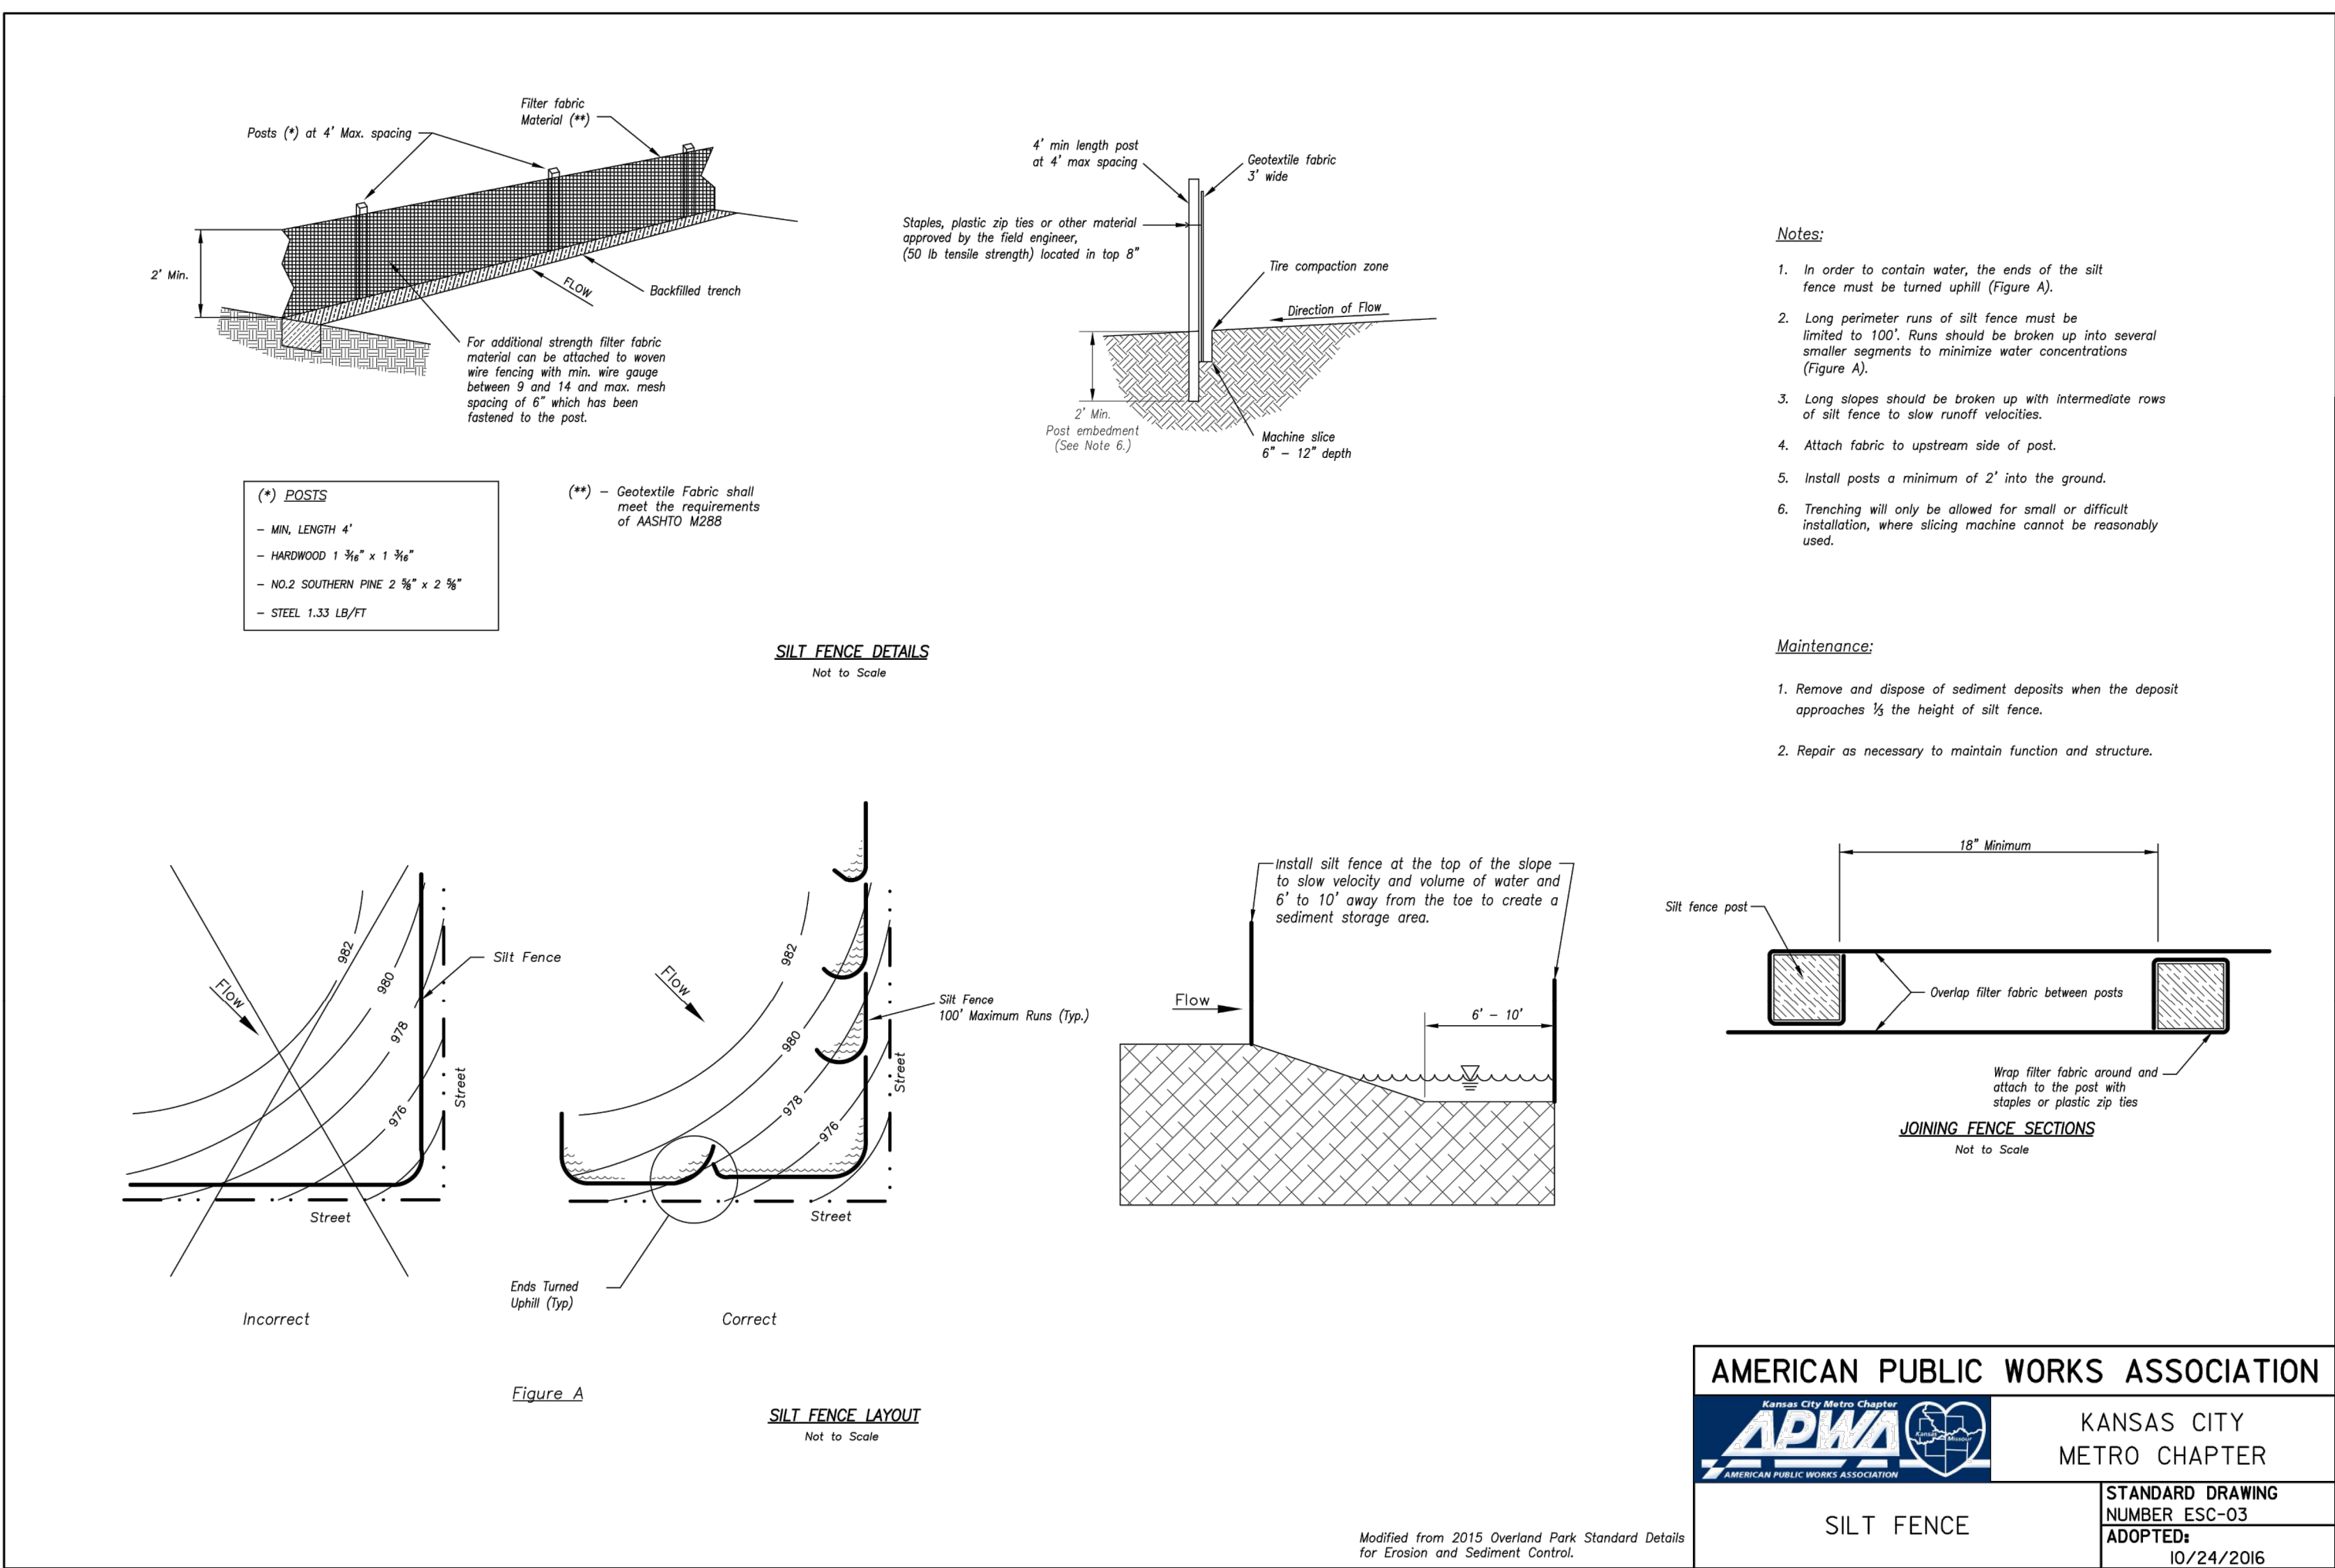 Filter fabric
Material (**)
Posts (*) at 4' Max. spacing
2' Min.
FLOW
Backfilled trench
For additional strength filter fabric
material can be attached to woven
wire fencing with min. wire gauge
between 9 and 14 and max. mesh
spacing of 6" which has been
fastened to the post.
4' min length post
at 4' max spacing
Geotextile fabric
3' wide
Staples, plastic zip ties or other material
approved by the field engineer,
(50 lb tensile strength) located in top 8"
Tire compaction zone
Direction of Flow
2' Min.
Post embedment
(See Note 6.)
Machine slice
6" – 12" depth
(*) POSTS
– MIN, LENGTH 4'
– HARDWOOD 1 3/16" x 1 3/16"
– NO.2 SOUTHERN PINE 2 5/8" x 2 5/8"
– STEEL 1.33 LB/FT
(**) – Geotextile Fabric shall
meet the requirements
of AASHTO M288
SILT FENCE DETAILS
Not to Scale
Notes:
1. In order to contain water, the ends of the silt
fence must be turned uphill (Figure A).
2. Long perimeter runs of silt fence must be
limited to 100'. Runs should be broken up into several
smaller segments to minimize water concentrations
(Figure A).
3. Long slopes should be broken up with intermediate rows
of silt fence to slow runoff velocities.
4. Attach fabric to upstream side of post.
5. Install posts a minimum of 2' into the ground.
6. Trenching will only be allowed for small or difficult
installation, where slicing machine cannot be reasonably
used.
Maintenance:
1. Remove and dispose of sediment deposits when the deposit
approaches 1/3 the height of silt fence.
2. Repair as necessary to maintain function and structure.
982
980
978
976
Flow
Silt Fence
Street
Street
Incorrect
982
980
978
976
Flow
Silt Fence
100' Maximum Runs (Typ.)
Street
Street
Ends Turned
Uphill (Typ)
Correct
Figure A
SILT FENCE LAYOUT
Not to Scale
Install silt fence at the top of the slope
to slow velocity and volume of water and
6' to 10' away from the toe to create a
sediment storage area.
Flow
6' – 10'
18" Minimum
Silt fence post
Overlap filter fabric between posts
Wrap filter fabric around and
attach to the post with
staples or plastic zip ties
JOINING FENCE SECTIONS
Not to Scale
Modified from 2015 Overland Park Standard Details
for Erosion and Sediment Control.
AMERICAN PUBLIC WORKS ASSOCIATION
Kansas City Metro Chapter
APWA
Kansas
Missouri
AMERICAN PUBLIC WORKS ASSOCIATION
KANSAS CITY
METRO CHAPTER
SILT FENCE
STANDARD DRAWING
NUMBER ESC-03
ADOPTED:
10/24/2016